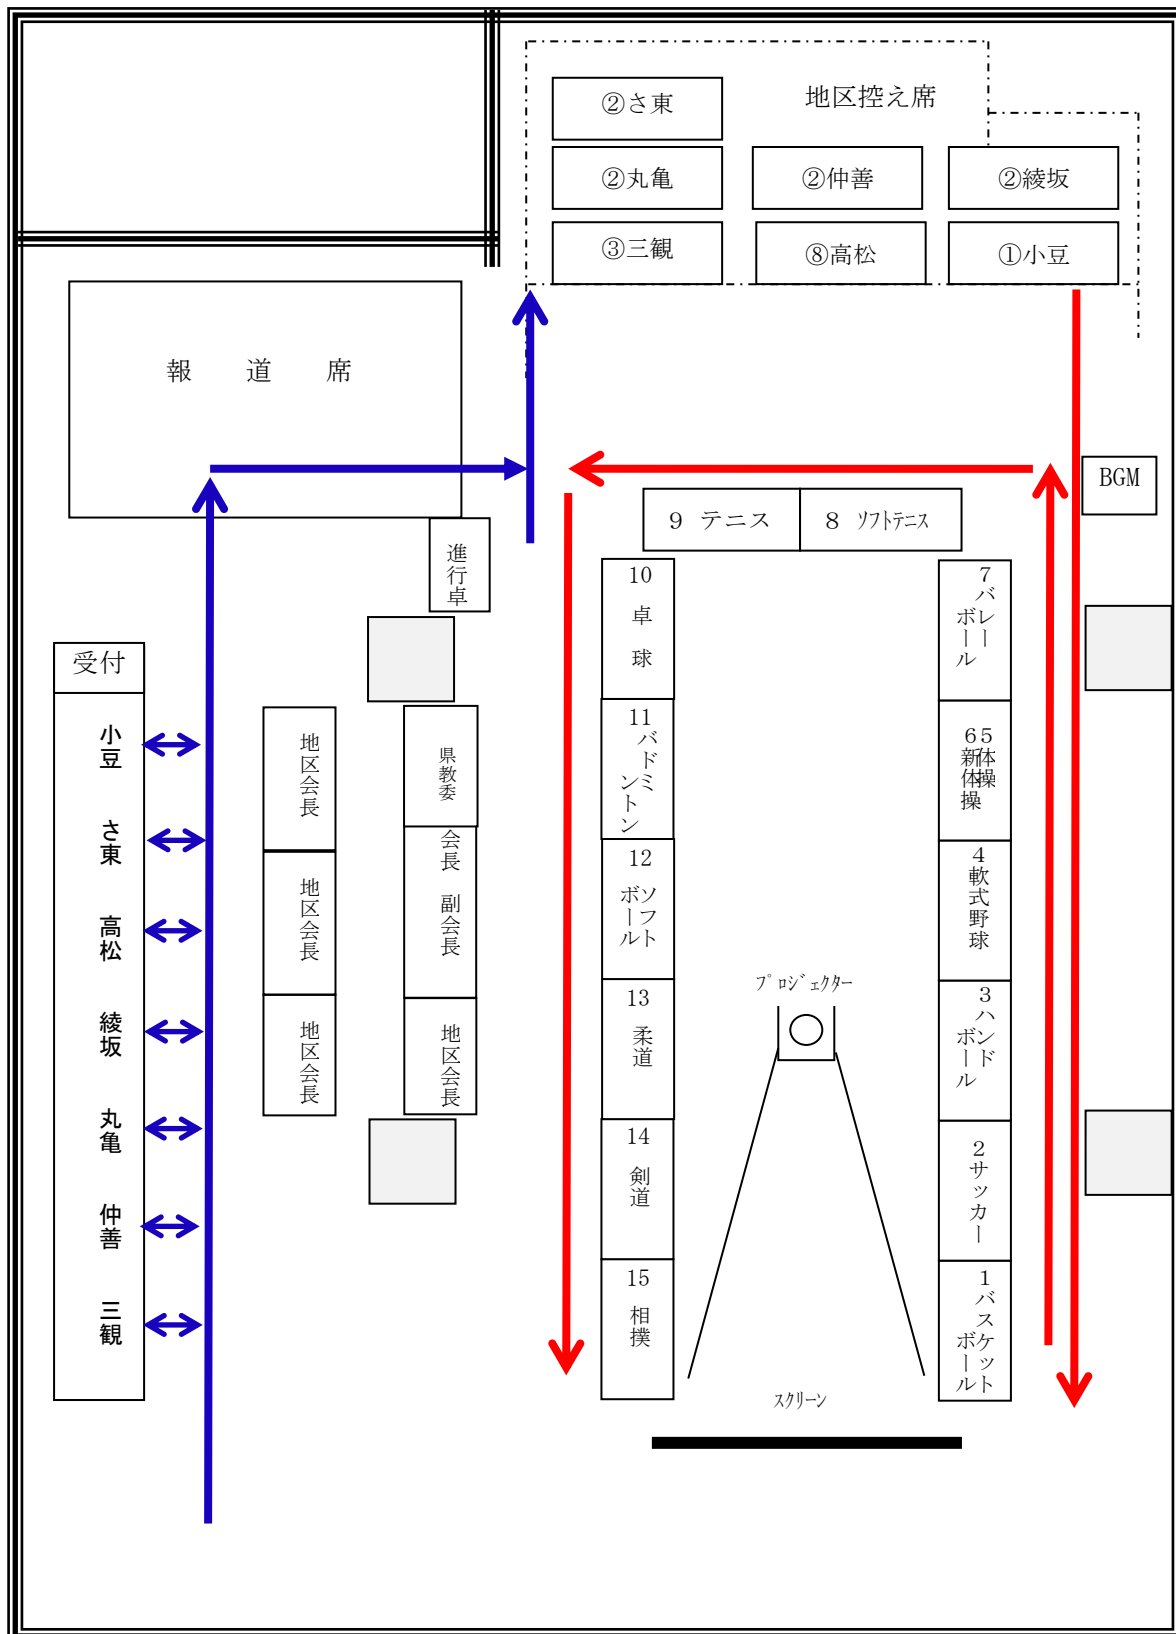 ②さ東
地区控え席
②丸亀
②仲善
②綾坂
③三観
⑧高松
①小豆
報　道　席
BGM
進行卓
9 テニス
8 ソフトテニス
10 卓球
11 バドミントン
12 ソフトボール
13 柔道
14 剣道
15 相撲
7 バレーボール
5体操
6新体操
4 軟式野球
3 ハンドボール
2 サッカー
1 バスケットボール
受付
小豆
さ東
高松
綾坂
丸亀
仲善
三観
地区会長
地区会長
地区会長
県教委
会長 副会長
地区会長
プロジェクター
スクリーン